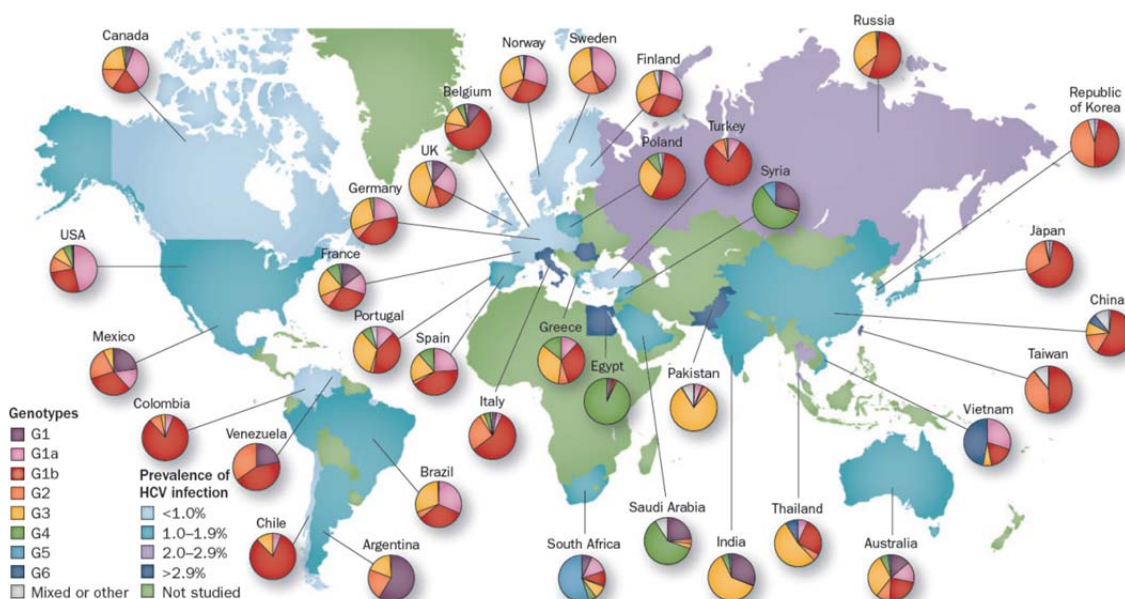 Canada
Norway
Sweden
Finland
Russia
Republic
of Korea
Belgium
Turkey
Poland
UK
Syria
Germany
USA
France
Japan
China
Portugal
Spain
Greece
Egypt
Pakistan
Taiwan
Mexico
Italy
Vietnam
Colombia
Venezuela
Brazil
Chile
Argentina
South Africa
Saudi Arabia
India
Thailand
Australia
Genotypes
G1
G1a
G1b
G2
G3
G4
G5
G6
Mixed or other
Prevalence of
HCV infection
<1.0%
1.0–1.9%
2.0–2.9%
>2.9%
Not studied